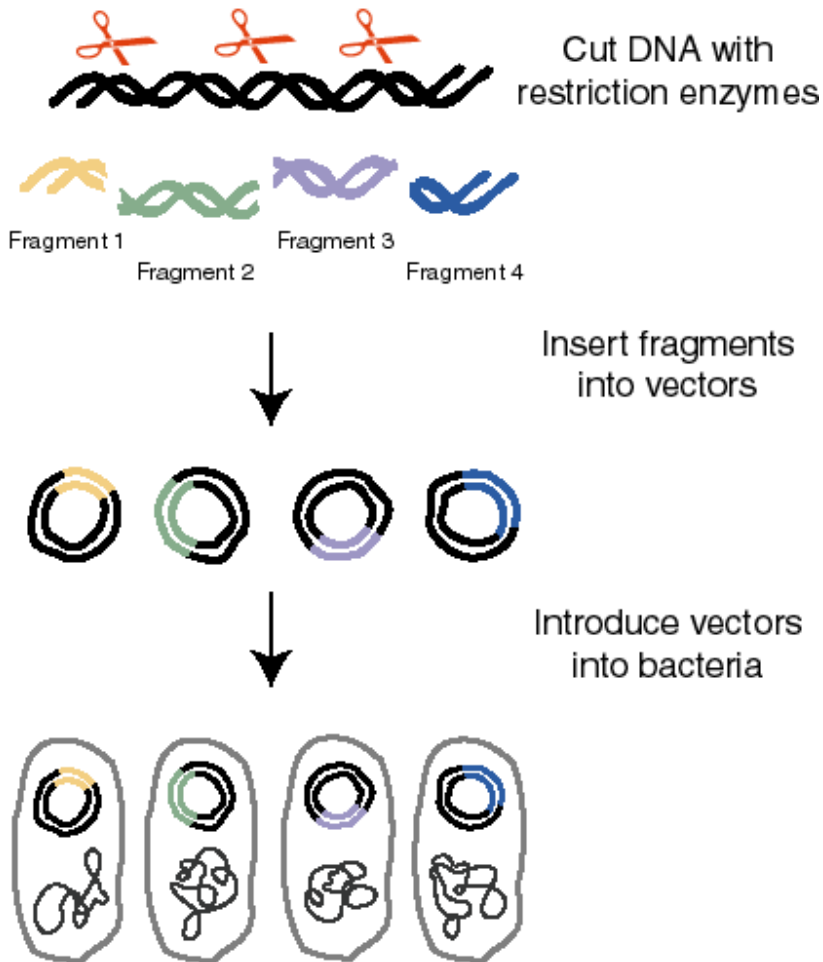 Cut DNA with
restriction enzymes
Fragment 1
Fragment 2
Fragment 3
Fragment 4
Insert fragments
into vectors
Introduce vectors
into bacteria